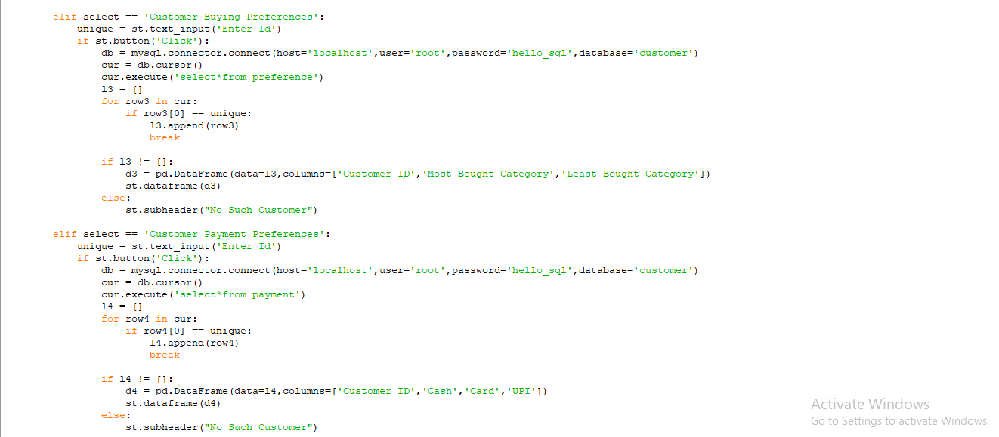 elif select == 'Customer Buying Preferences':
unique = st.text_input('Enter Id')
if st.button('Click'):
db = mysql.connector.connect(host='localhost',user='root',password='hello_sql',database='customer')
cur = db.cursor()
cur.execute('select*from preference')
l3 = []
for row3 in cur:
if row3[0] == unique:
l3.append(row3)
break
if l3 != []:
d3 = pd.DataFrame(data=l3,columns=['Customer ID','Most Bought Category','Least Bought Category'])
st.dataframe(d3)
else:
st.subheader("No Such Customer")
elif select == 'Customer Payment Preferences':
unique = st.text_input('Enter Id')
if st.button('Click'):
db = mysql.connector.connect(host='localhost',user='root',password='hello_sql',database='customer')
cur = db.cursor()
cur.execute('select*from payment')
l4 = []
for row4 in cur:
if row4[0] == unique:
l4.append(row4)
break
if l4 != []:
d4 = pd.DataFrame(data=l4,columns=['Customer ID','Cash','Card','UPI'])
st.dataframe(d4)
else:
st.subheader("No Such Customer")
Activate Windows
Go to Settings to activate Windows.